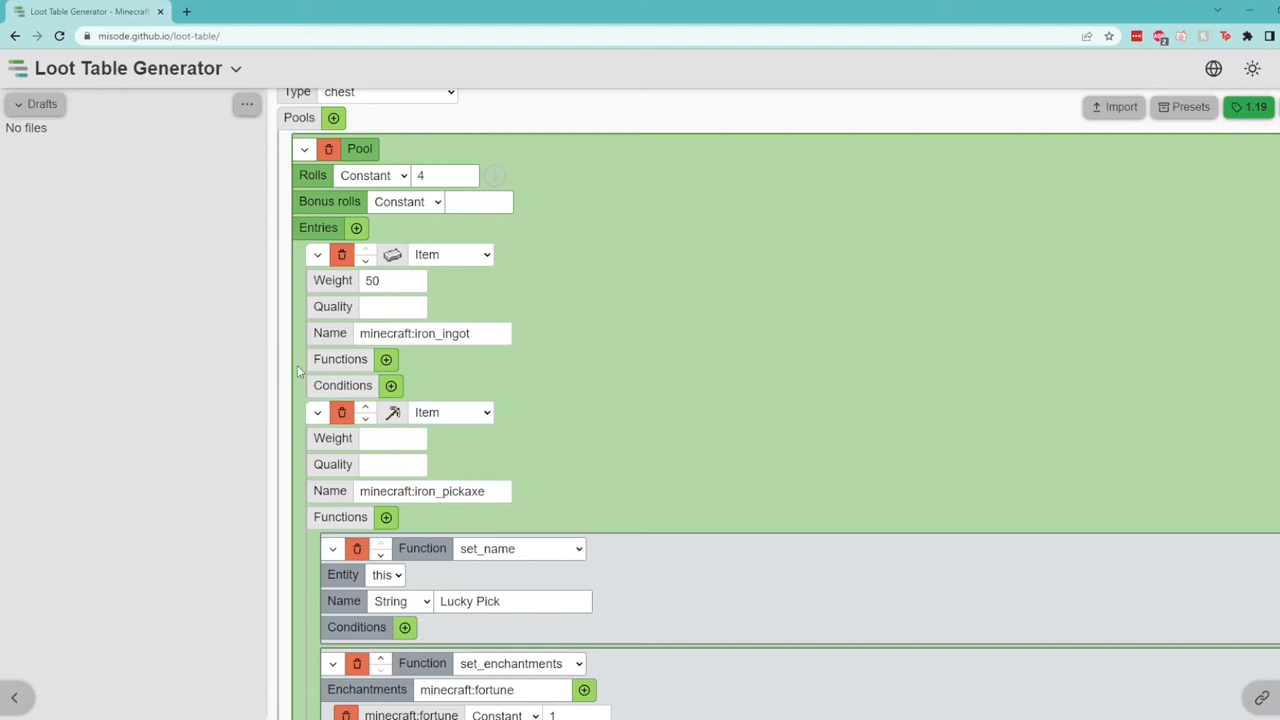 Loot Table Generator - Minecraft
misode.github.io/loot-table/
Loot Table Generator
Drafts
No files
Type chest
Import Presets 1.19
Pools
Pool
Rolls Constant 4
Bonus rolls Constant
Entries
Item
Weight 50
Quality
Name minecraft:iron_ingot
Functions
Conditions
Item
Weight
Quality
Name minecraft:iron_pickaxe
Functions
Function set_name
Entity this
Name String Lucky Pick
Conditions
Function set_enchantments
Enchantments minecraft:fortune
minecraft:fortune Constant 1